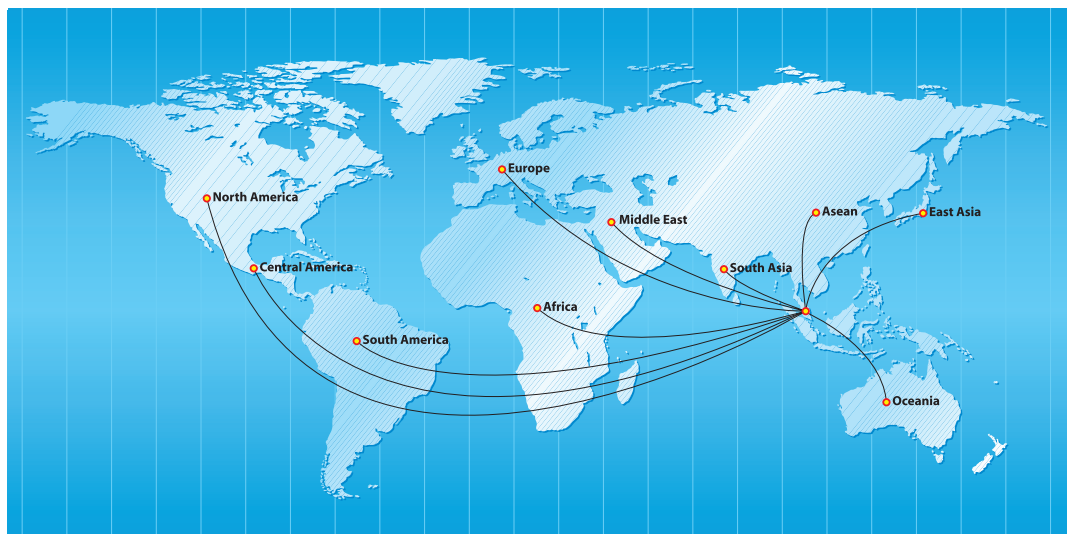 Europe
North America
Asean
East Asia
Middle East
Central America
South Asia
Africa
South America
Oceania